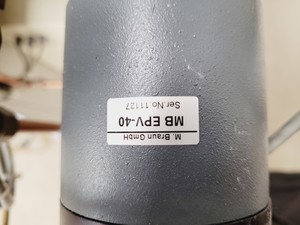 M. Braun GmbH
MB EPV-40
Ser No 11127